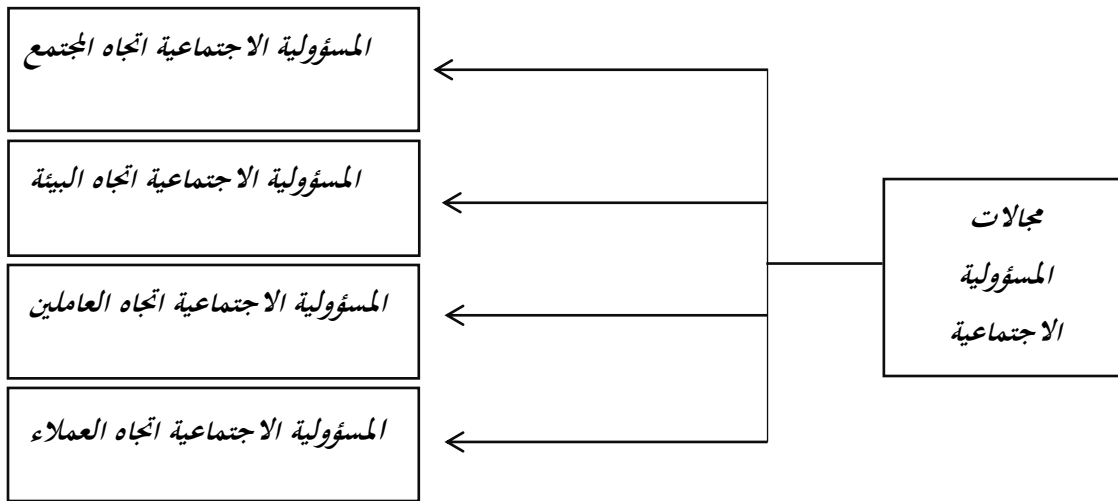 مجالات
المسؤولية
الاجتماعية
المسؤولية الاجتماعية اتجاه المجتمع
المسؤولية الاجتماعية اتجاه البيئة
المسؤولية الاجتماعية اتجاه العاملين
المسؤولية الاجتماعية اتجاه العملاء